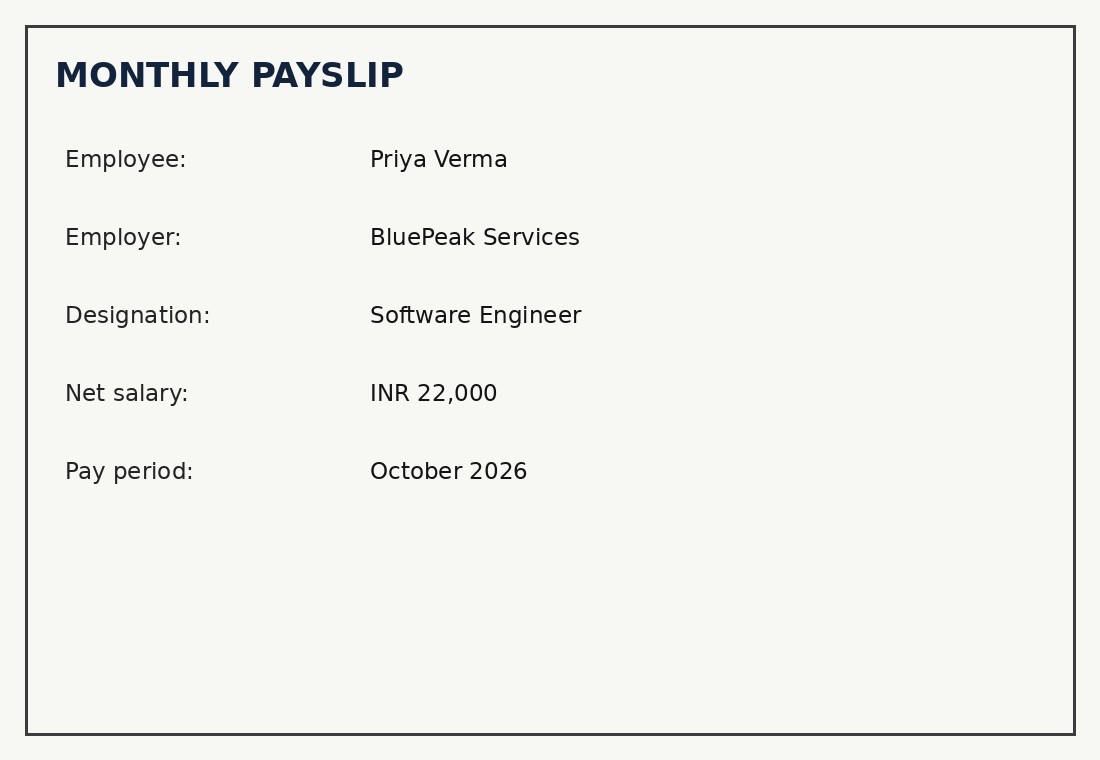 MONTHLY PAYSLIP
Employee: Priya Verma
Employer: BluePeak Services
Designation: Software Engineer
Net salary: INR 22,000
Pay period: October 2026